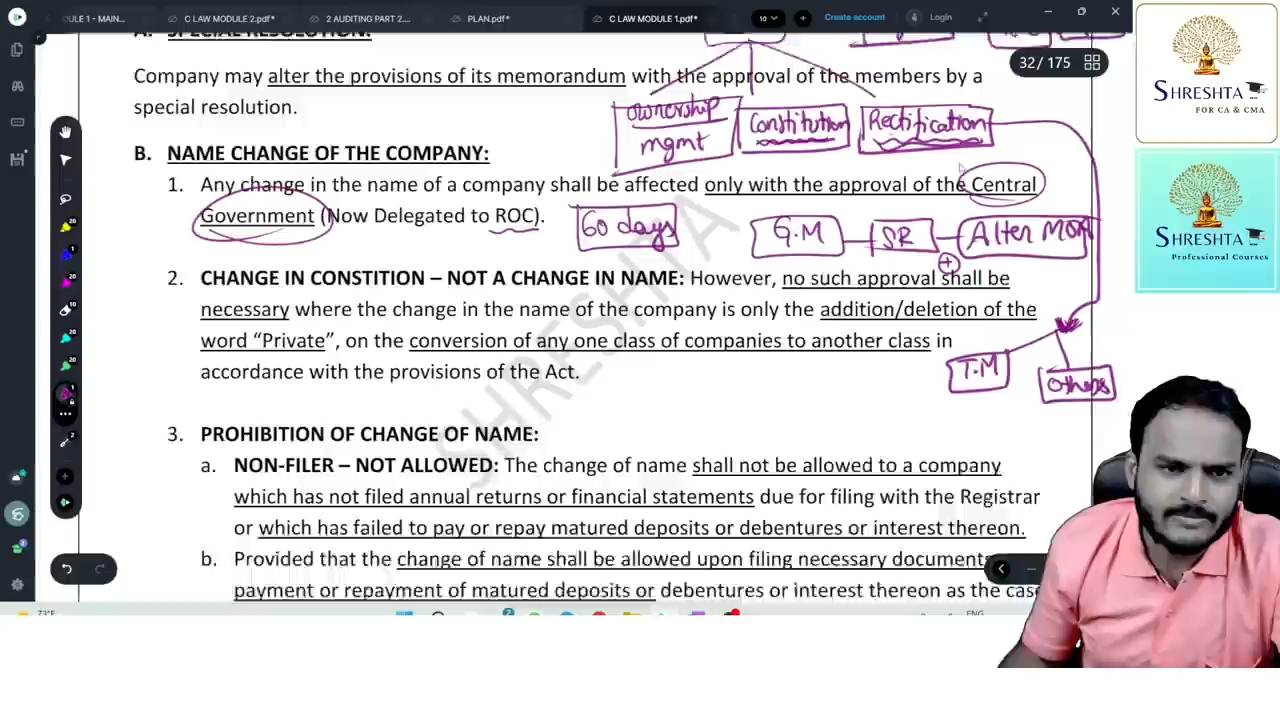 ULE 1 - MAIN...
C LAW MODULE 2.pdf*
2 AUDITING PART 2....
PLAN.pdf*
C LAW MODULE 1.pdf*
10
Create account
Login
A. SPECIAL RESOLUTION:
32 / 175
Company may alter the provisions of its memorandum with the approval of the members by a
special resolution.
ownership
mgmt
Constitution
Rectification
B. NAME CHANGE OF THE COMPANY:
1. Any change in the name of a company shall be affected only with the approval of the Central
Government (Now Delegated to ROC).
60 days
G.M
SR
Alter MOA
2. CHANGE IN CONSTITION – NOT A CHANGE IN NAME: However, no such approval shall be
necessary where the change in the name of the company is only the addition/deletion of the
word “Private”, on the conversion of any one class of companies to another class in
accordance with the provisions of the Act.
T.M
Others
3. PROHIBITION OF CHANGE OF NAME:
a. NON-FILER – NOT ALLOWED: The change of name shall not be allowed to a company
which has not filed annual returns or financial statements due for filing with the Registrar
or which has failed to pay or repay matured deposits or debentures or interest thereon.
b. Provided that the change of name shall be allowed upon filing necessary documents
payment or repayment of matured deposits or debentures or interest thereon as the case
SHRESHTA
SHRESHTA
FOR CA & CMA
SHRESHTA
Professional Courses
73°F
ENG